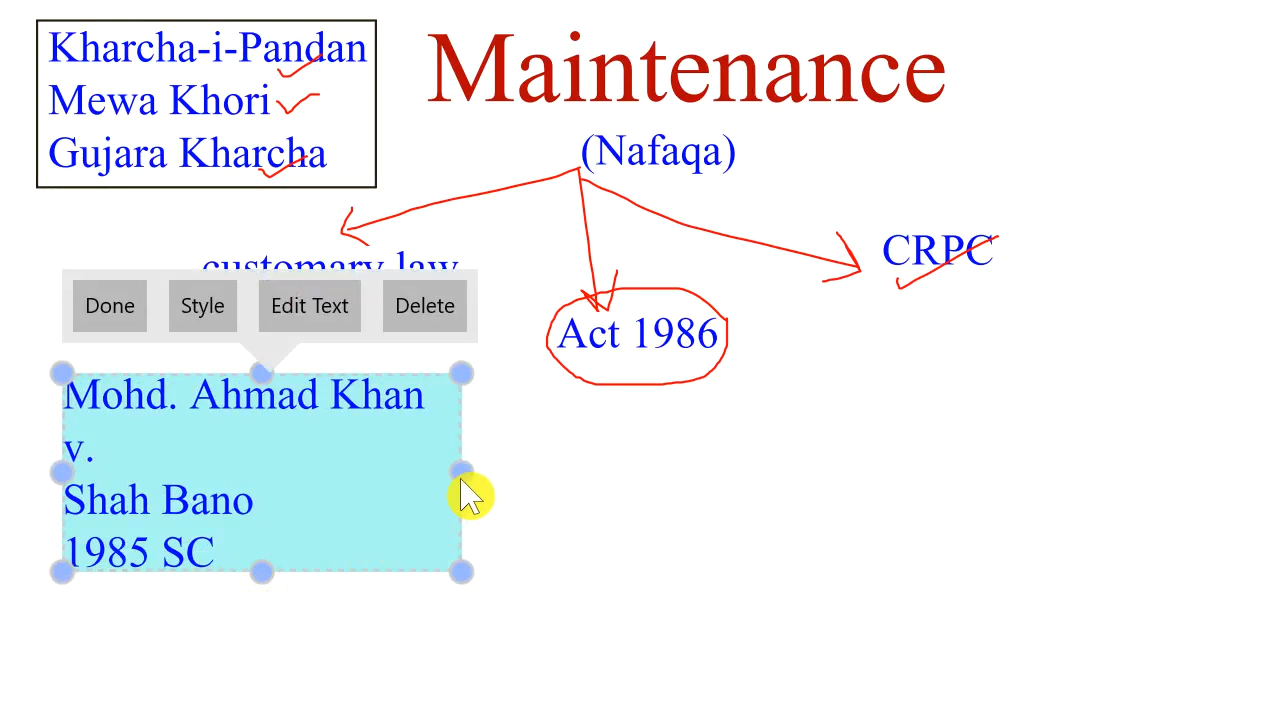 Kharcha-i-Pandan
Mewa Khori
Gujara Kharcha
Maintenance
(Nafaqa)
customary law
CRPC
Act 1986
Done Style Edit Text Delete
Mohd. Ahmad Khan
v.
Shah Bano
1985 SC